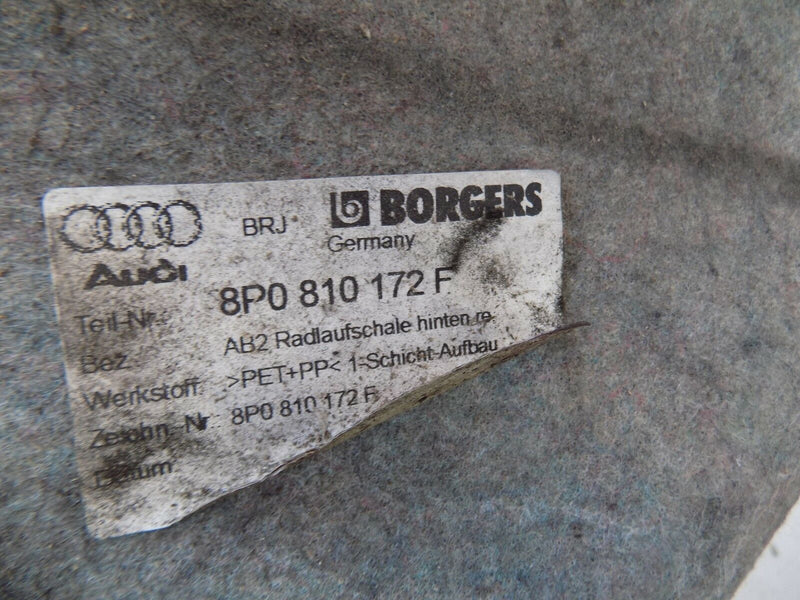 BRJ BORGERS
Germany
Audi
Teil-Nr.: 8P0 810 172 F
Bez. AB2 Radlaufschale hinten re
Werkstoff: >PET+PP< 1-Schicht-Aufbau
Zeichn.-Nr. 8P0 810 172 F
Datum